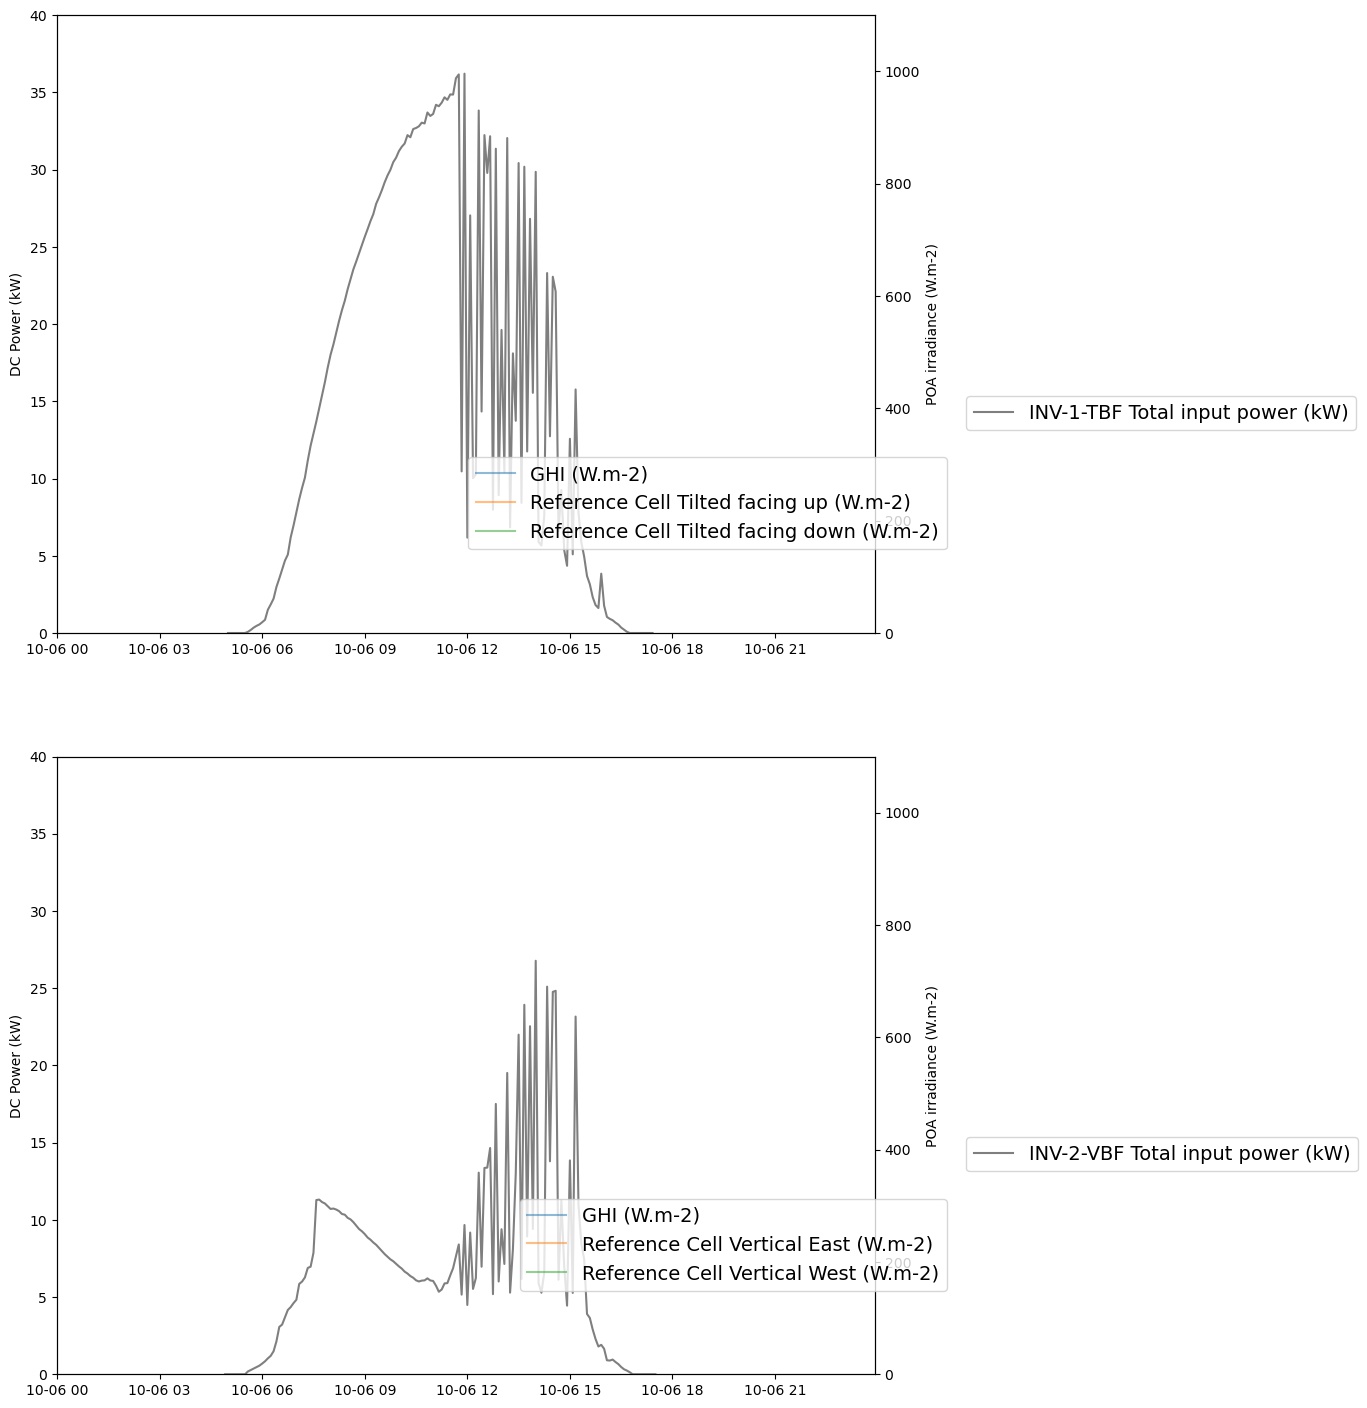 40
35
30
25
20
15
10
5
0
DC Power (kW)
1000
800
600
400
200
0
POA irradiance (W.m-2)
INV-1-TBF Total input power (kW)
GHI (W.m-2)
Reference Cell Tilted facing up (W.m-2)
Reference Cell Tilted facing down (W.m-2)
10-06 00 10-06 03 10-06 06 10-06 09 10-06 12 10-06 15 10-06 18 10-06 21
40
35
30
25
20
15
10
5
0
DC Power (kW)
1000
800
600
400
200
0
POA irradiance (W.m-2)
INV-2-VBF Total input power (kW)
GHI (W.m-2)
Reference Cell Vertical East (W.m-2)
Reference Cell Vertical West (W.m-2)
10-06 00 10-06 03 10-06 06 10-06 09 10-06 12 10-06 15 10-06 18 10-06 21